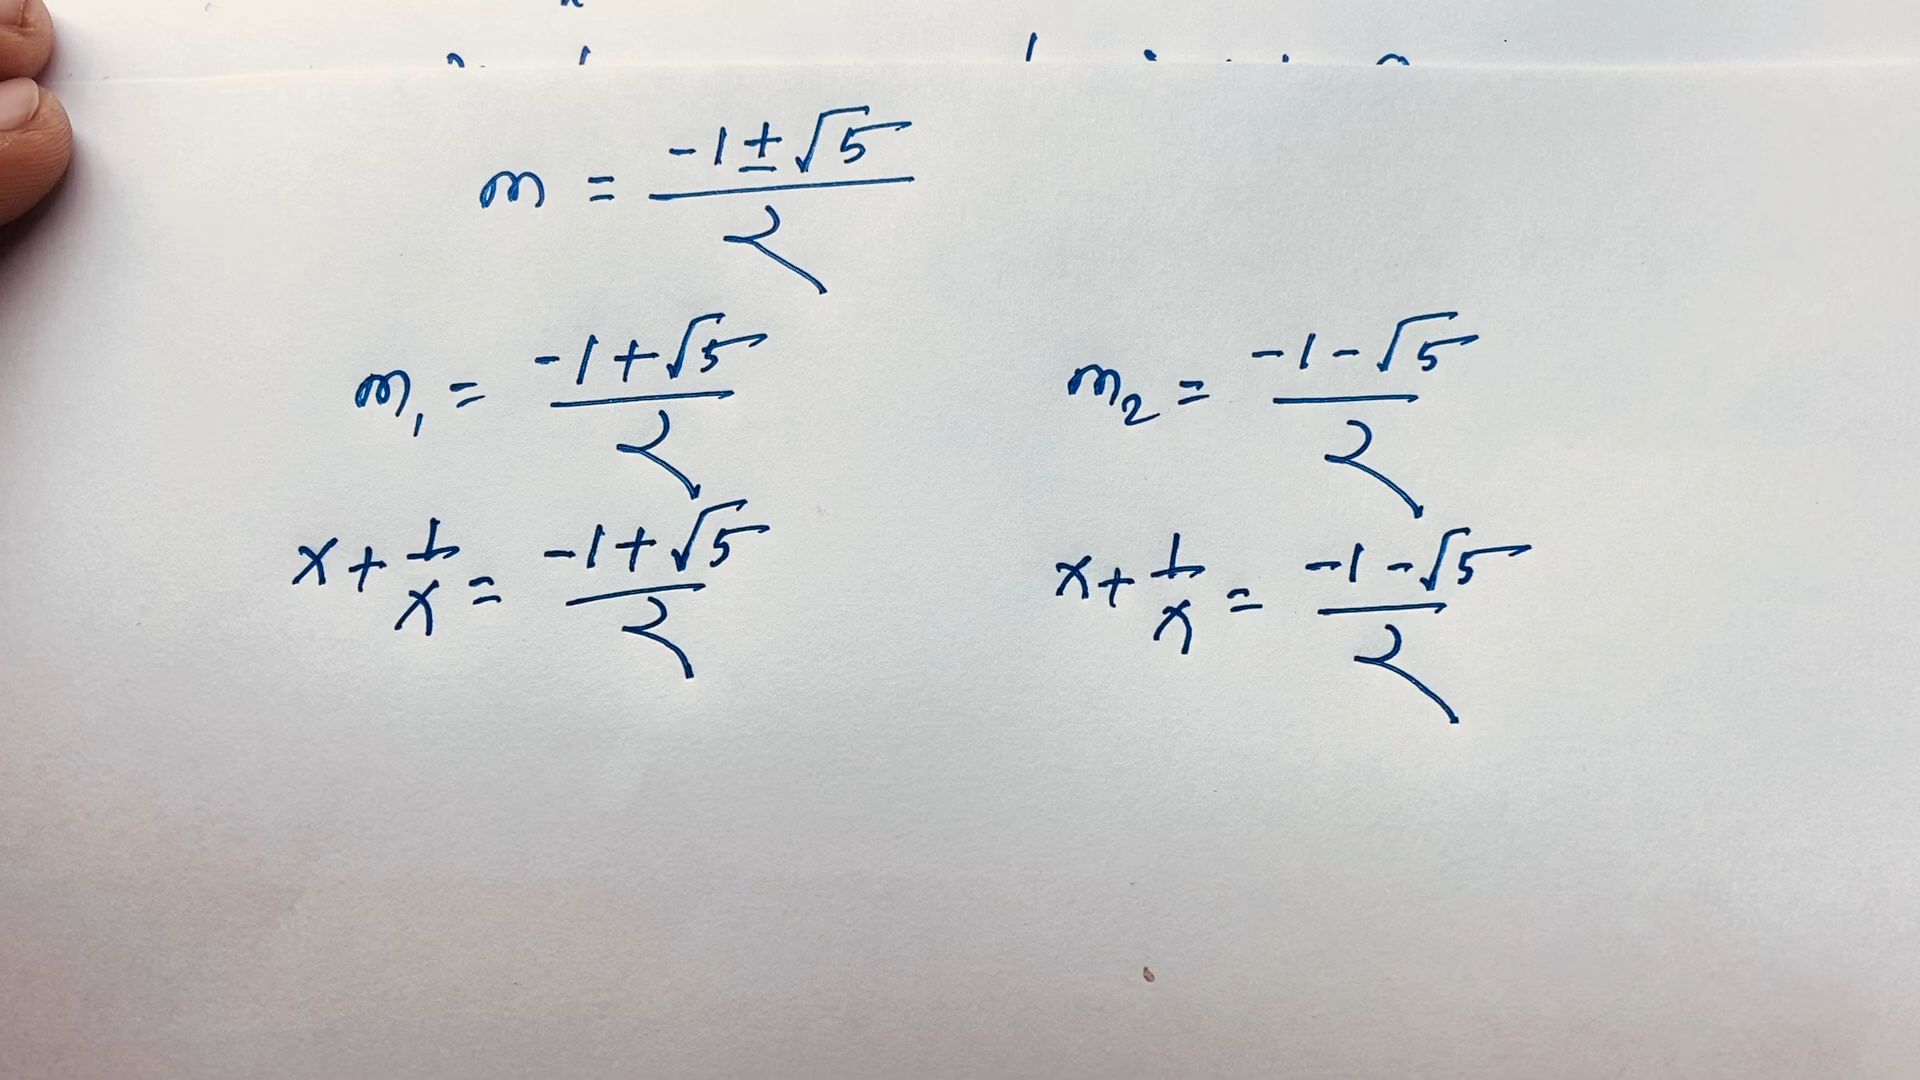 m = (-1 ± √5)/2
m₁ = (-1 + √5)/2    m₂ = (-1 - √5)/2
x + 1/x = (-1 + √5)/2    x + 1/x = (-1 - √5)/2